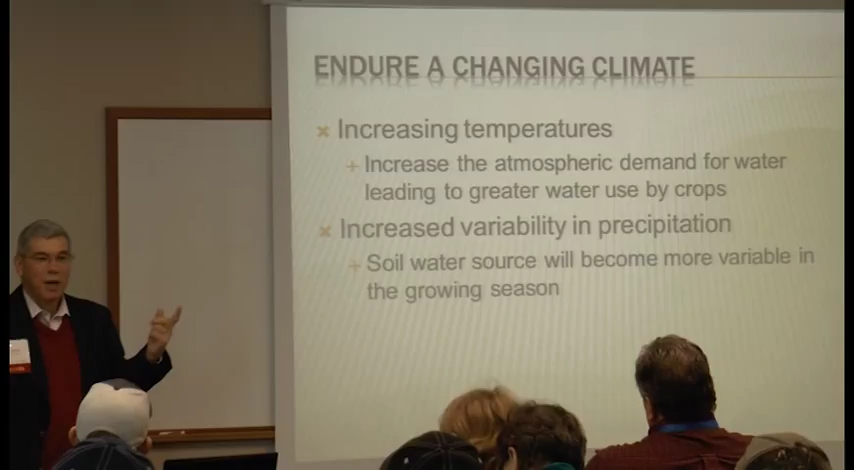 ENDURE A CHANGING CLIMATE
Increasing temperatures
Increase the atmospheric demand for water
leading to greater water use by crops
Increased variability in precipitation
Soil water source will become more variable in
the growing season